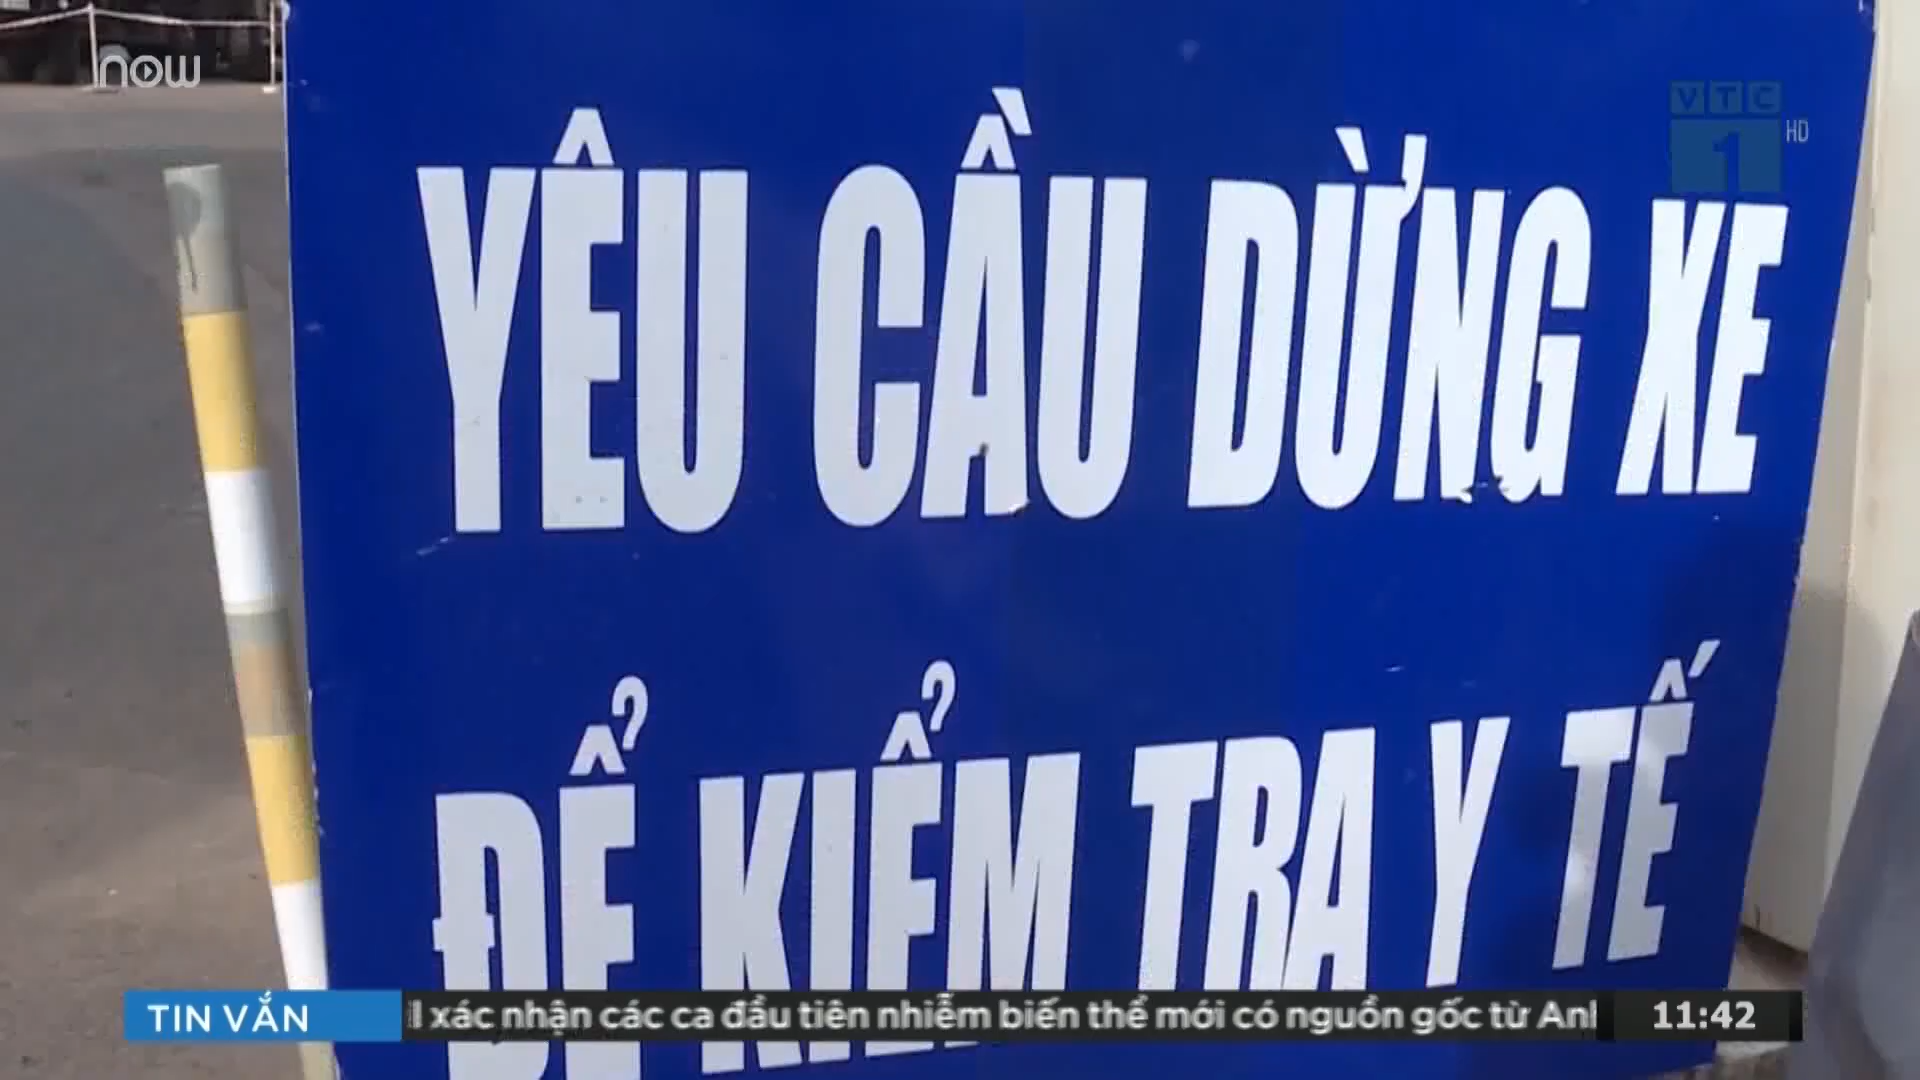 now
VTC
1 HD
YÊU CẦU DỪNG XE
ĐỂ KIỂM TRA Y TẾ
TIN VẮN
xác nhận các ca đầu tiên nhiễm biến thể mới có nguồn gốc từ Anh
11:42